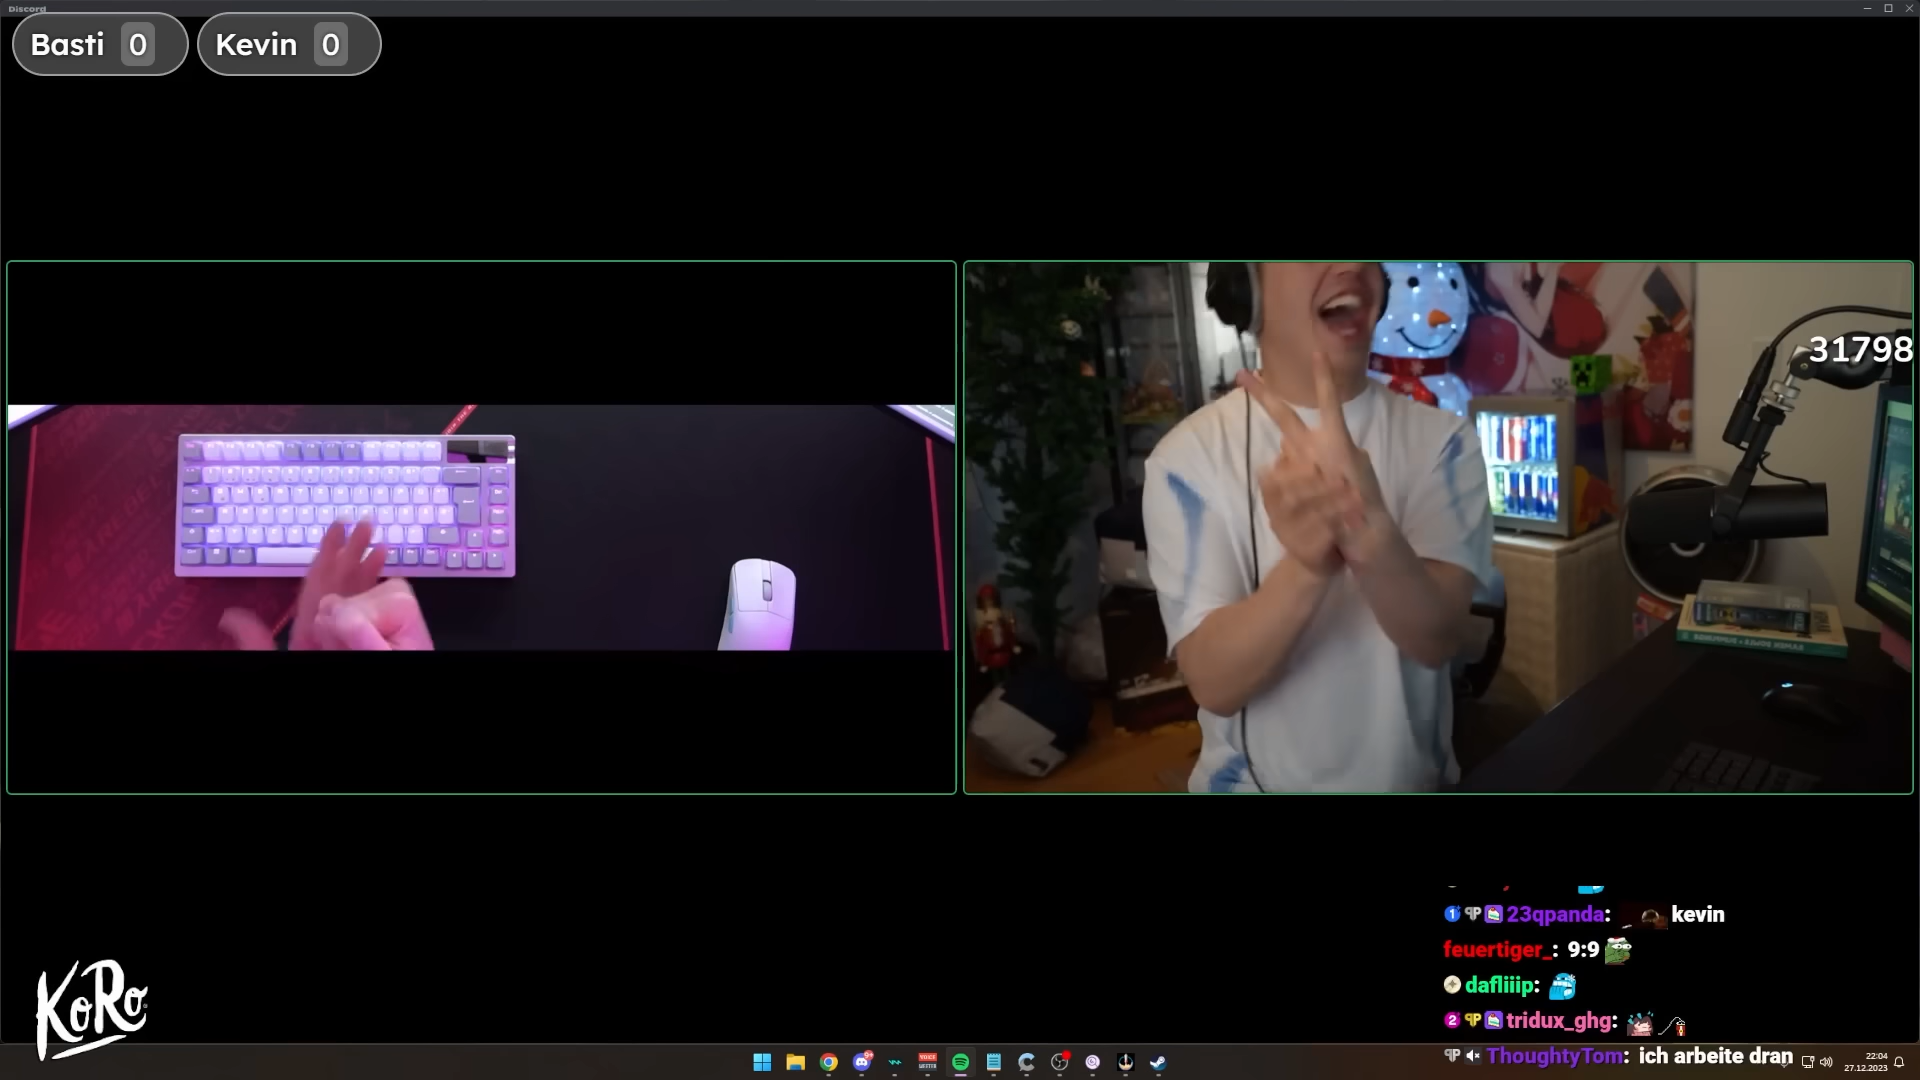 Discord
Basti 0
Kevin 0
31798
23qpanda: kevin
feuertiger_: 9:9
dafliiip:
tridux_ghg:
ThoughtyTom: ich arbeite dran
KoRo
22:04
27.12.2023